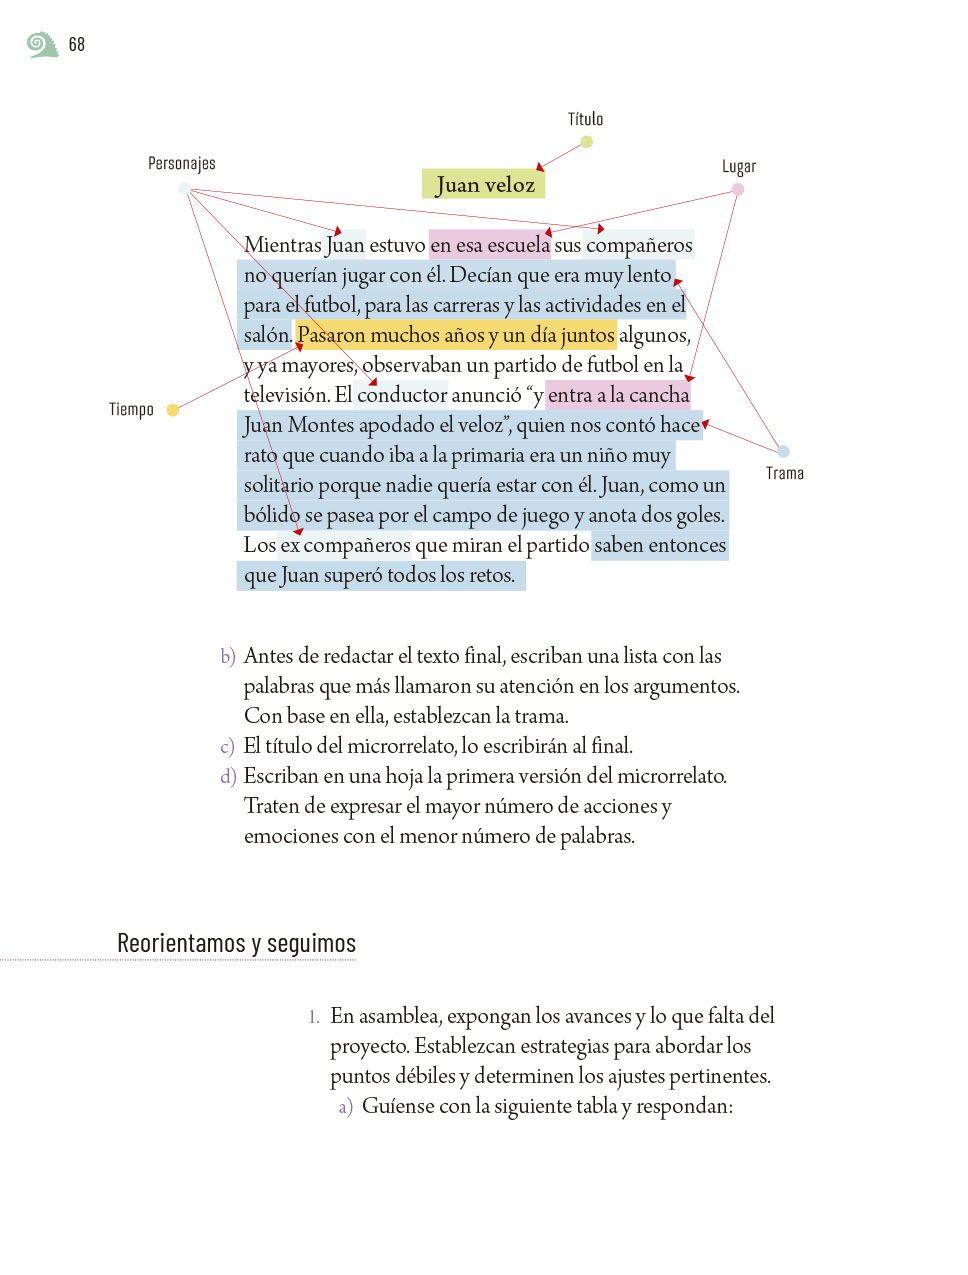 68
Título
Personajes
Lugar
Juan veloz
Mientras Juan estuvo en esa escuela sus compañeros
no querían jugar con él. Decían que era muy lento
para el futbol, para las carreras y las actividades en el
salón. Pasaron muchos años y un día juntos algunos,
y ya mayores, observaban un partido de futbol en la
televisión. El conductor anunció “y entra a la cancha
Juan Montes apodado el veloz”, quien nos contó hace
rato que cuando iba a la primaria era un niño muy
solitario porque nadie quería estar con él. Juan, como un
bólido se pasea por el campo de juego y anota dos goles.
Los ex compañeros que miran el partido saben entonces
que Juan superó todos los retos.
Tiempo
Trama
b) Antes de redactar el texto final, escriban una lista con las
palabras que más llamaron su atención en los argumentos.
Con base en ella, establezcan la trama.
c) El título del microrrelato, lo escribirán al final.
d) Escriban en una hoja la primera versión del microrrelato.
Traten de expresar el mayor número de acciones y
emociones con el menor número de palabras.
Reorientamos y seguimos
1. En asamblea, expongan los avances y lo que falta del
proyecto. Establezcan estrategias para abordar los
puntos débiles y determinen los ajustes pertinentes.
a) Guíense con la siguiente tabla y respondan: